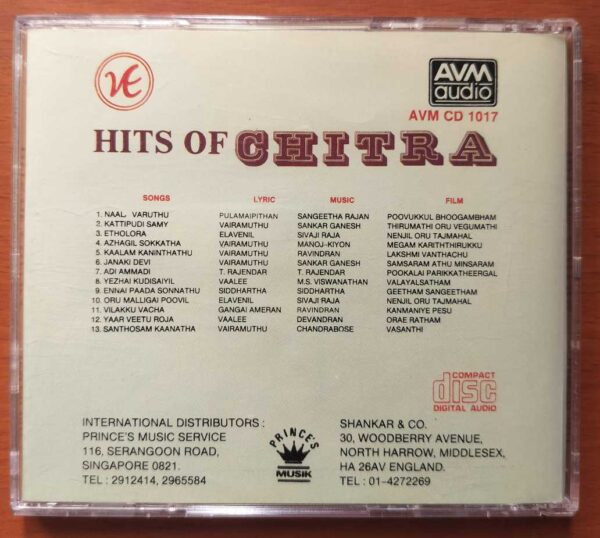 VE
AVM
audio
AVM CD 1017
HITS OF CHITRA
SONGS LYRIC MUSIC FILM
1. NAAL VARUTHU PULAMAIPITHAN SANGEETHA RAJAN POOVUKKUL BHOOGAMBHAM
2. KATTIPUDI SAMY VAIRAMUTHU SANKAR GANESH THIRUMATHI ORU VEGUMATHI
3. ETHOLORA ELAVENIL SIVAJI RAJA NENJIL ORU TAJMAHAL
4. AZHAGIL SOKKATHA VAIRAMUTHU MANOJ-KIYON MEGAM KARITHTHIRUKKU
5. KAALAM KANINTHATHU VAIRAMUTHU RAVINDRAN LAKSHMI VANTHACHU
6. JANAKI DEVI VAIRAMUTHU SANKAR GANESH SAMSARAM ATHU MINSARAM
7. ADI AMMADI T. RAJENDAR T. RAJENDAR POOKALAI PARIKKATHEERGAL
8. YEZHAI KUDISAIYIL VAALEE M.S. VISWANATHAN VALAYALSATHAM
9. ENNAI PAADA SONNATHU SIDDHARTHA SIDDHARTHA GEETHAM SANGEETHAM
10. ORU MALLIGAI POOVIL ELAVENIL SIVAJI RAJA NENJIL ORU TAJMAHAL
11. VILAKKU VACHA GANGAI AMERAN RAVINDRAN KANMANIYE PESU
12. YAAR VEETU ROJA VAALEE DEVANDRAN ORAE RATHAM
13. SANTHOSAM KAANATHA VAIRAMUTHU CHANDRABOSE VASANTHI
COMPACT
disc
DIGITAL AUDIO
INTERNATIONAL DISTRIBUTORS :
PRINCE'S MUSIC SERVICE
116, SERANGOON ROAD,
SINGAPORE 0821.
TEL : 2912414, 2965584
PRINCE'S
MUSIK
SHANKAR & CO.
30, WOODBERRY AVENUE,
NORTH HARROW, MIDDLESEX,
HA 26AV ENGLAND.
TEL : 01-4272269